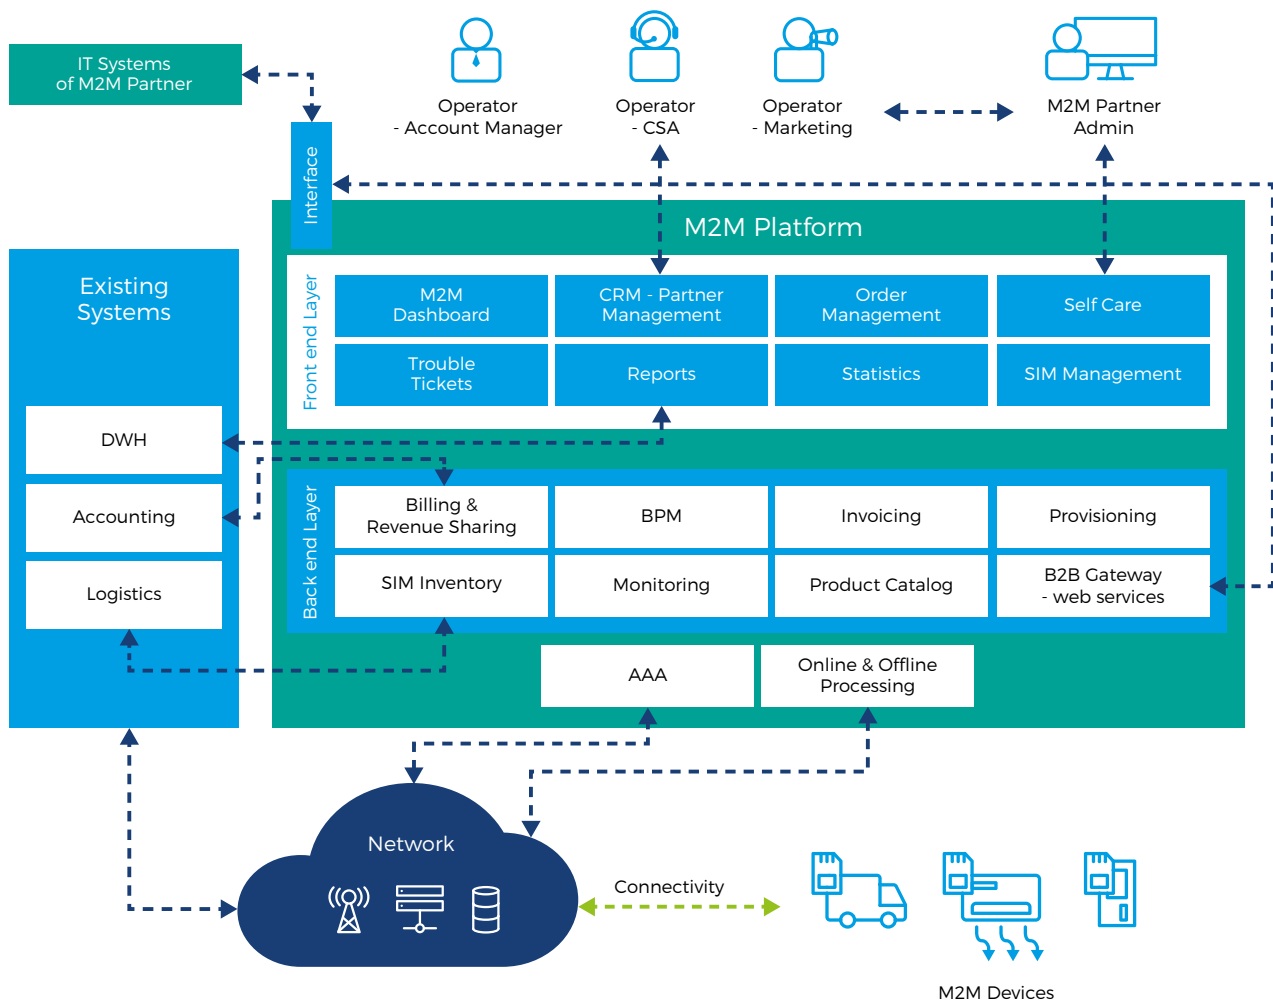 IT Systems
of M2M Partner
Operator
- Account Manager
Operator
- CSA
Operator
- Marketing
M2M Partner
Admin
Interface
M2M Platform
Existing
Systems
DWH
Accounting
Logistics
Front end Layer
M2M
Dashboard
CRM - Partner
Management
Order
Management
Self Care
Trouble
Tickets
Reports
Statistics
SIM Management
Back end Layer
Billing &
Revenue Sharing
BPM
Invoicing
Provisioning
SIM Inventory
Monitoring
Product Catalog
B2B Gateway
- web services
AAA
Online & Offline
Processing
Network
Connectivity
M2M Devices